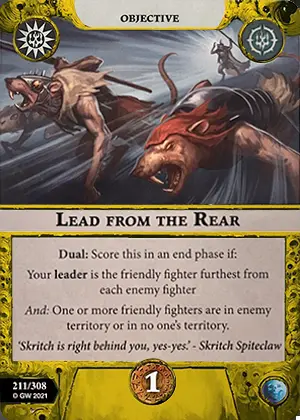 OBJECTIVE
LEAD FROM THE REAR
Dual: Score this in an end phase if:
Your leader is the friendly fighter furthest from
each enemy fighter
And: One or more friendly fighters are in enemy
territory or in no one's territory.
'Skritch is right behind you, yes-yes.' - Skritch Spiteclaw
211/308
© GW 2021
1